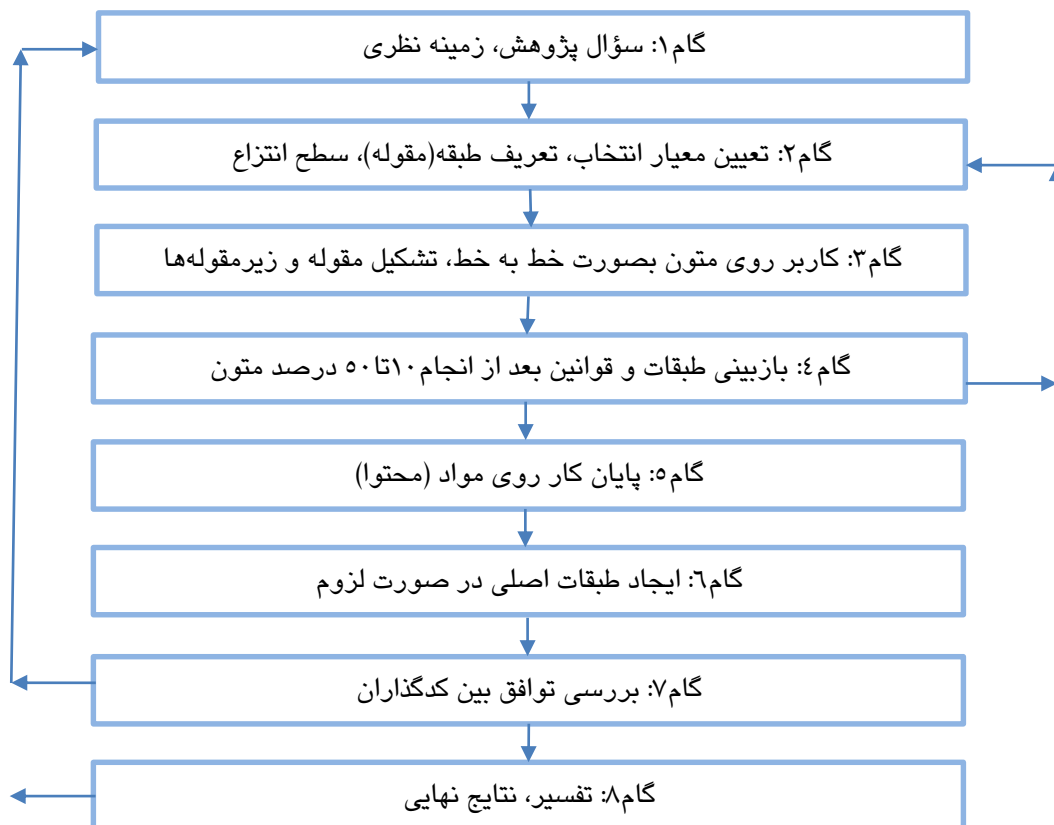 گام۱: سؤال پژوهش، زمینه نظری
گام۲: تعیین معیار انتخاب، تعریف طبقه(مقوله)، سطح انتزاع
گام۳: کاربر روی متون بصورت خط به خط، تشکیل مقوله و زیرمقوله‌ها
گام٤: بازبینی طبقات و قوانین بعد از انجام۱۰تا٥۰ درصد متون
گام٥: پایان کار روی مواد (محتوا)
گام٦: ایجاد طبقات اصلی در صورت لزوم
گام۷: بررسی توافق بین کدگذاران
گام۸: تفسیر، نتایج نهایی